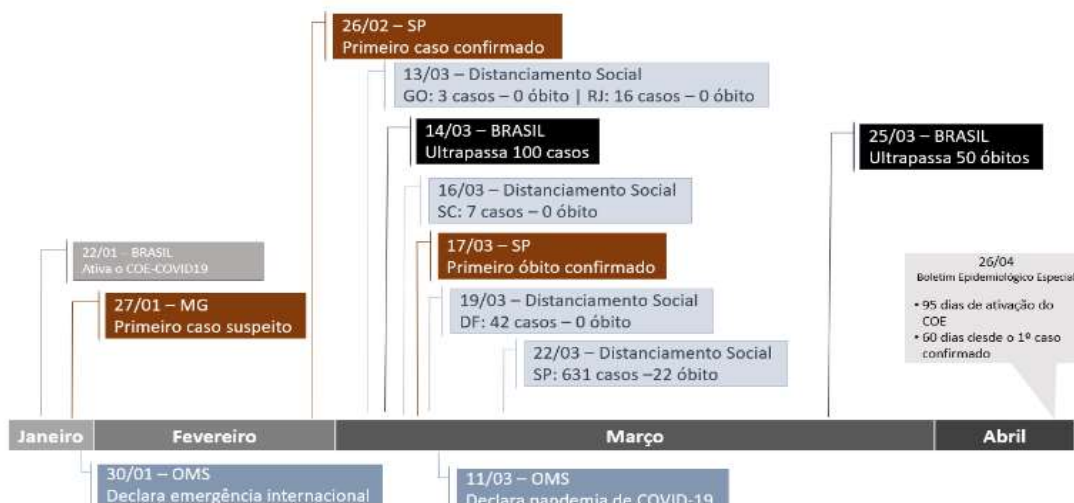 26/02 – SP
Primeiro caso confirmado
13/03 – Distanciamento Social
GO: 3 casos – 0 óbito | RJ: 16 casos – 0 óbito
14/03 – BRASIL
Ultrapassa 100 casos
25/03 – BRASIL
Ultrapassa 50 óbitos
16/03 – Distanciamento Social
SC: 7 casos – 0 óbito
22/01 – BRASIL
Ativa o COE-COVID19
17/03 – SP
Primeiro óbito confirmado
26/04
Boletim Epidemiológico Especial
• 95 dias de ativação do
COE
• 60 dias desde o 1º caso
confirmado
27/01 – MG
Primeiro caso suspeito
19/03 – Distanciamento Social
DF: 42 casos – 0 óbito
22/03 – Distanciamento Social
SP: 631 casos –22 óbito
Janeiro
Fevereiro
Março
Abril
30/01 – OMS
Declara emergência internacional
11/03 – OMS
Declara pandemia de COVID-19